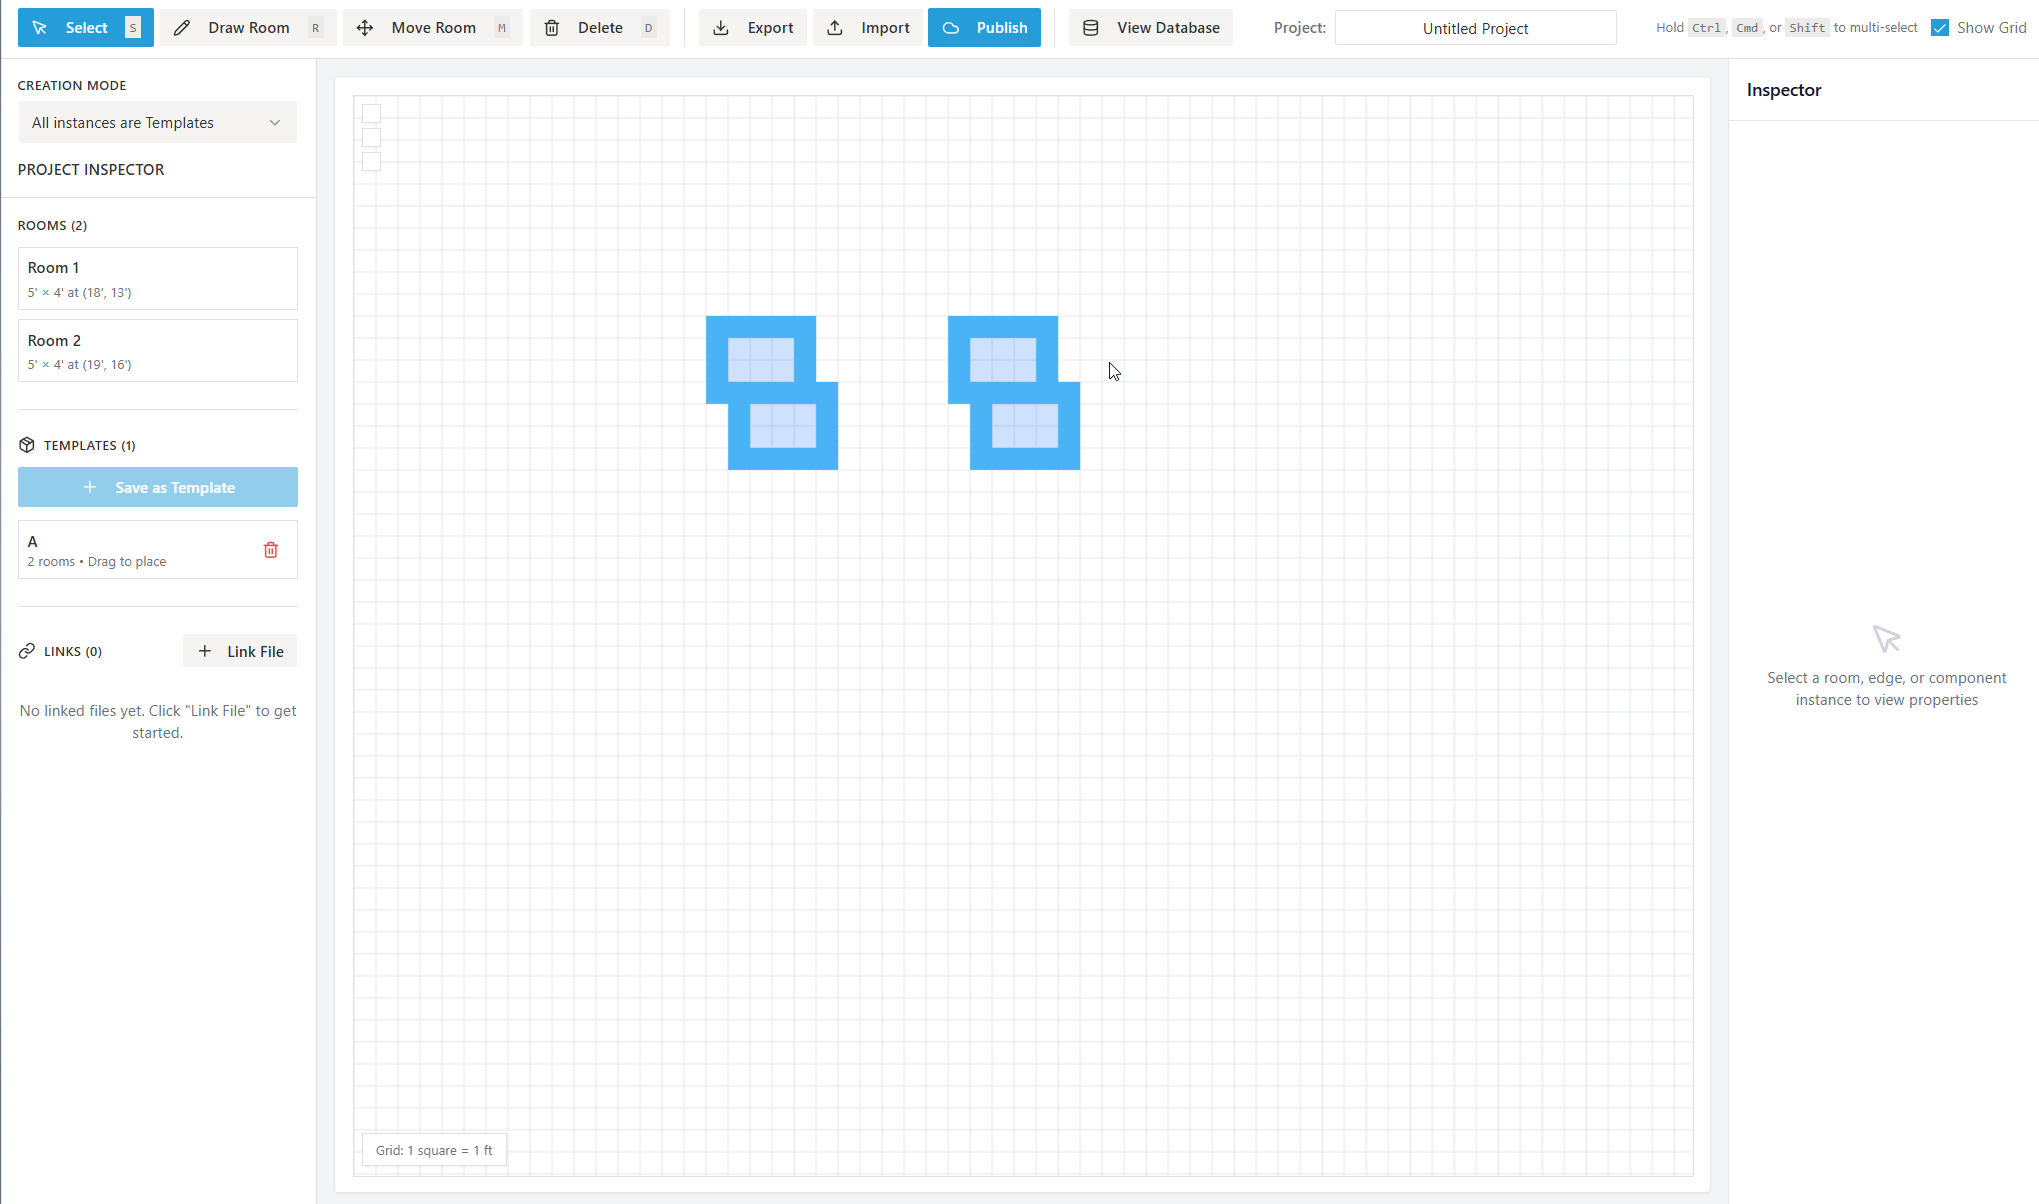 Select S Draw Room R Move Room M Delete D Export Import Publish View Database Project: Untitled Project Hold Ctrl, Cmd, or Shift to multi-select Show Grid
CREATION MODE
All instances are Templates
PROJECT INSPECTOR
ROOMS (2)
Room 1
5' × 4' at (18', 13')
Room 2
5' × 4' at (19', 16')
TEMPLATES (1)
+ Save as Template
A
2 rooms • Drag to place
LINKS (0) + Link File
No linked files yet. Click "Link File" to get
started.
Grid: 1 square = 1 ft
Inspector
Select a room, edge, or component
instance to view properties